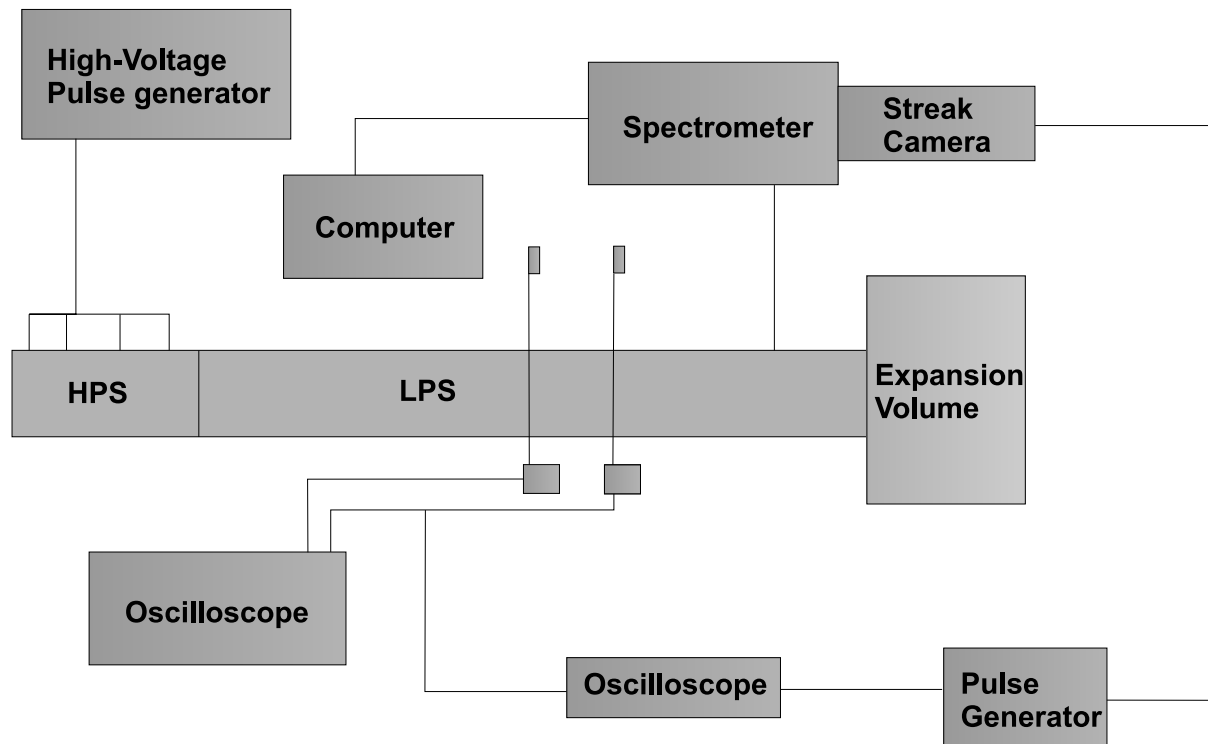 High-Voltage
Pulse generator
Spectrometer
Streak
Camera
Computer
HPS
LPS
Expansion
Volume
Oscilloscope
Oscilloscope
Pulse
Generator